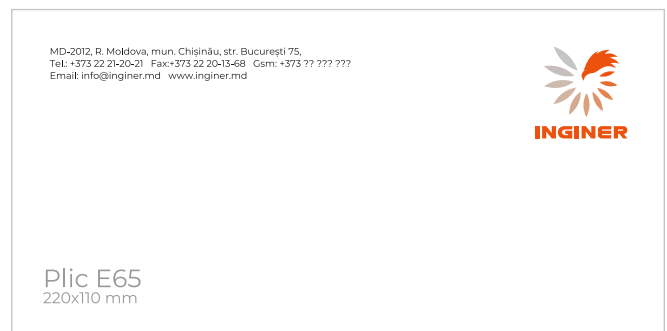 MD-2012, R. Moldova, mun. Chișinău, str. București 75,
Tel.: +373 22 21-20-21 Fax:+373 22 20-13-68 Gsm: +373 ?? ??? ???
Email: info@inginer.md www.inginer.md
INGINER
Plic E65
220x110 mm